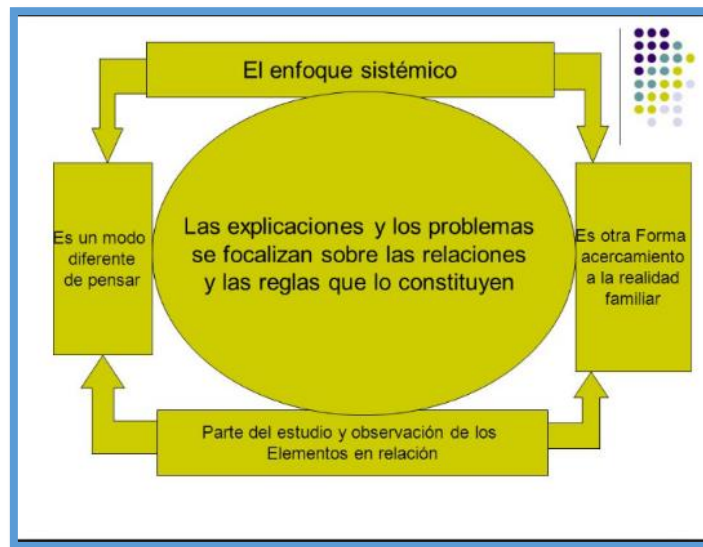 El enfoque sistémico
Es un modo
diferente
de pensar
Las explicaciones y los problemas
se focalizan sobre las relaciones
y las reglas que lo constituyen
Es otra Forma
acercamiento
a la realidad
familiar
Parte del estudio y observación de los
Elementos en relación